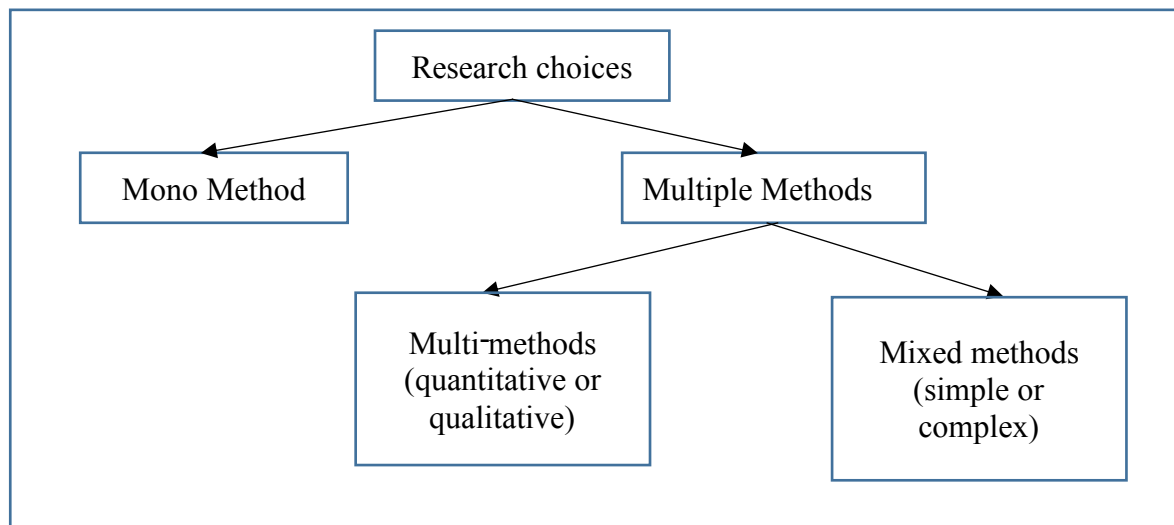 Research choices
Mono Method
Multiple Methods
Multi-methods
(quantitative or
qualitative)
Mixed methods
(simple or
complex)